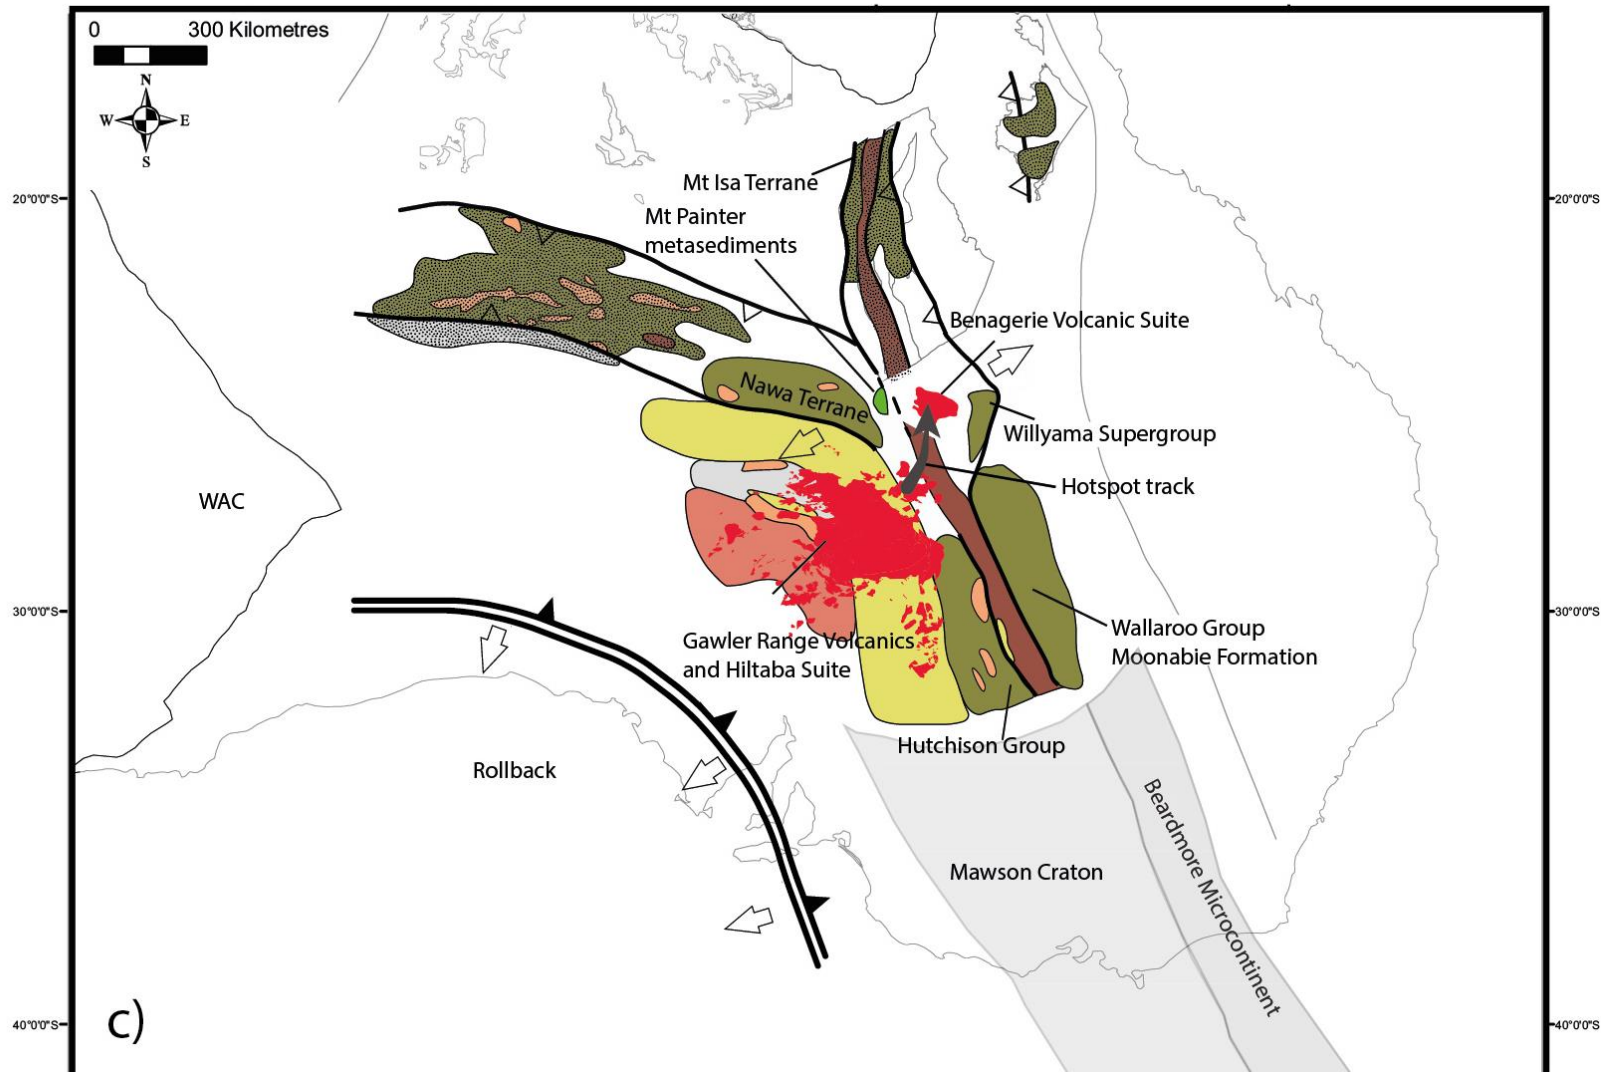 0 300 Kilometres
N
W E
S
Mt Isa Terrane
20°0'0"S
20°0'0"S
Mt Painter
metasediments
Benagerie Volcanic Suite
Nawa Terrane
Willyama Supergroup
Hotspot track
WAC
30°0'0"S
30°0'0"S
Gawler Range Volcanics
and Hiltaba Suite
Wallaroo Group
Moonabie Formation
Hutchison Group
Rollback
Mawson Craton
Beardmore Microcontinent
c)
40°0'0"S
40°0'0"S